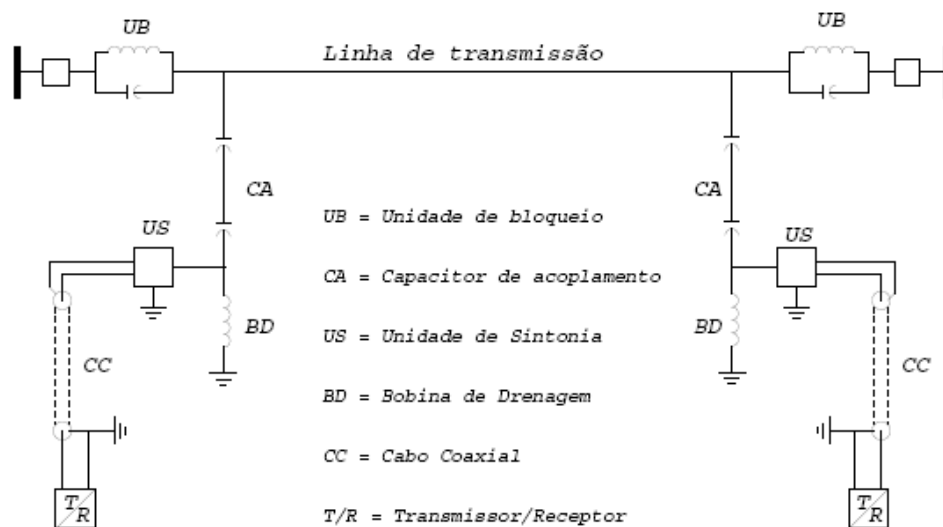 UB
UB
Linha de transmissão
CA
CA
UB = Unidade de bloqueio
US
US
CA = Capacitor de acoplamento
BD
BD
US = Unidade de Sintonia
CC
CC
BD = Bobina de Drenagem
CC = Cabo Coaxial
T/R
T/R
T/R = Transmissor/Receptor